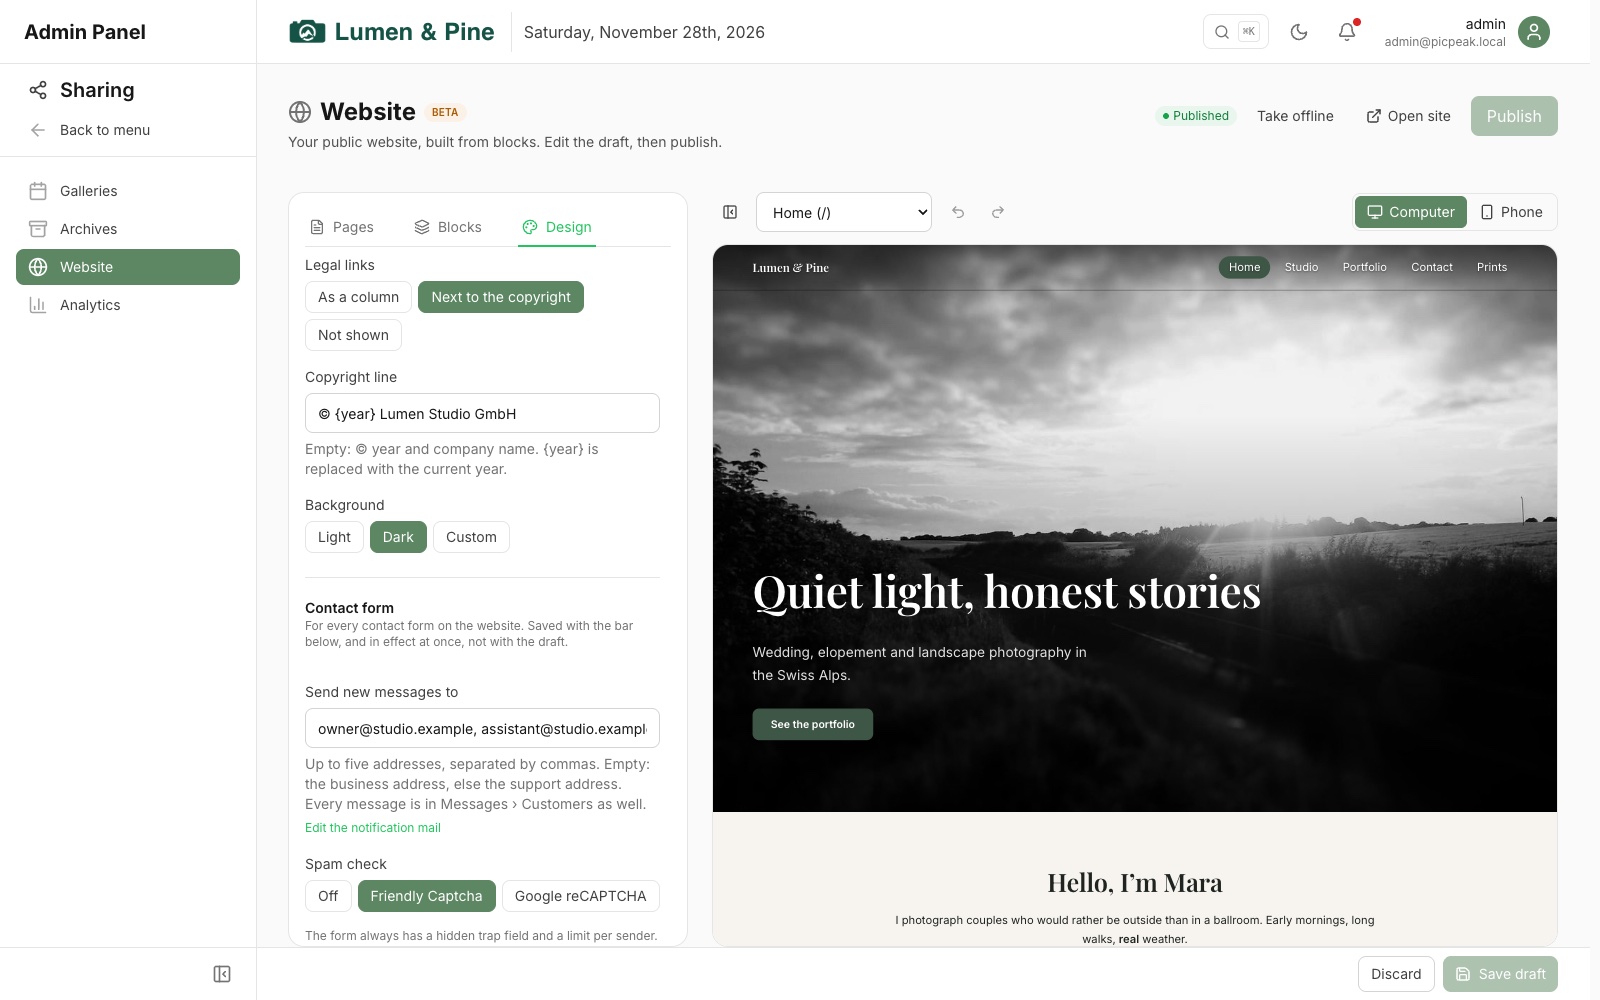 Admin Panel
Lumen & Pine
Saturday, November 28th, 2026
⌘K
admin
admin@picpeak.local
Sharing
Back to menu
Galleries
Archives
Website
Analytics
Website
BETA
Your public website, built from blocks. Edit the draft, then publish.
Published
Take offline
Open site
Publish
Pages
Blocks
Design
Legal links
As a column
Next to the copyright
Not shown
Copyright line
© {year} Lumen Studio GmbH
Empty: © year and company name. {year} is
replaced with the current year.
Background
Light
Dark
Custom
Contact form
For every contact form on the website. Saved with the bar
below, and in effect at once, not with the draft.
Send new messages to
owner@studio.example, assistant@studio.exampl
Up to five addresses, separated by commas. Empty:
the business address, else the support address.
Every message is in Messages › Customers as well.
Edit the notification mail
Spam check
Off
Friendly Captcha
Google reCAPTCHA
The form always has a hidden trap field and a limit per sender.
Home (/)
Computer
Phone
Lumen & Pine
Home
Studio
Portfolio
Contact
Prints
Quiet light, honest stories
Wedding, elopement and landscape photography in
the Swiss Alps.
See the portfolio
Hello, I’m Mara
I photograph couples who would rather be outside than in a ballroom. Early mornings, long
walks, real weather.
Discard
Save draft